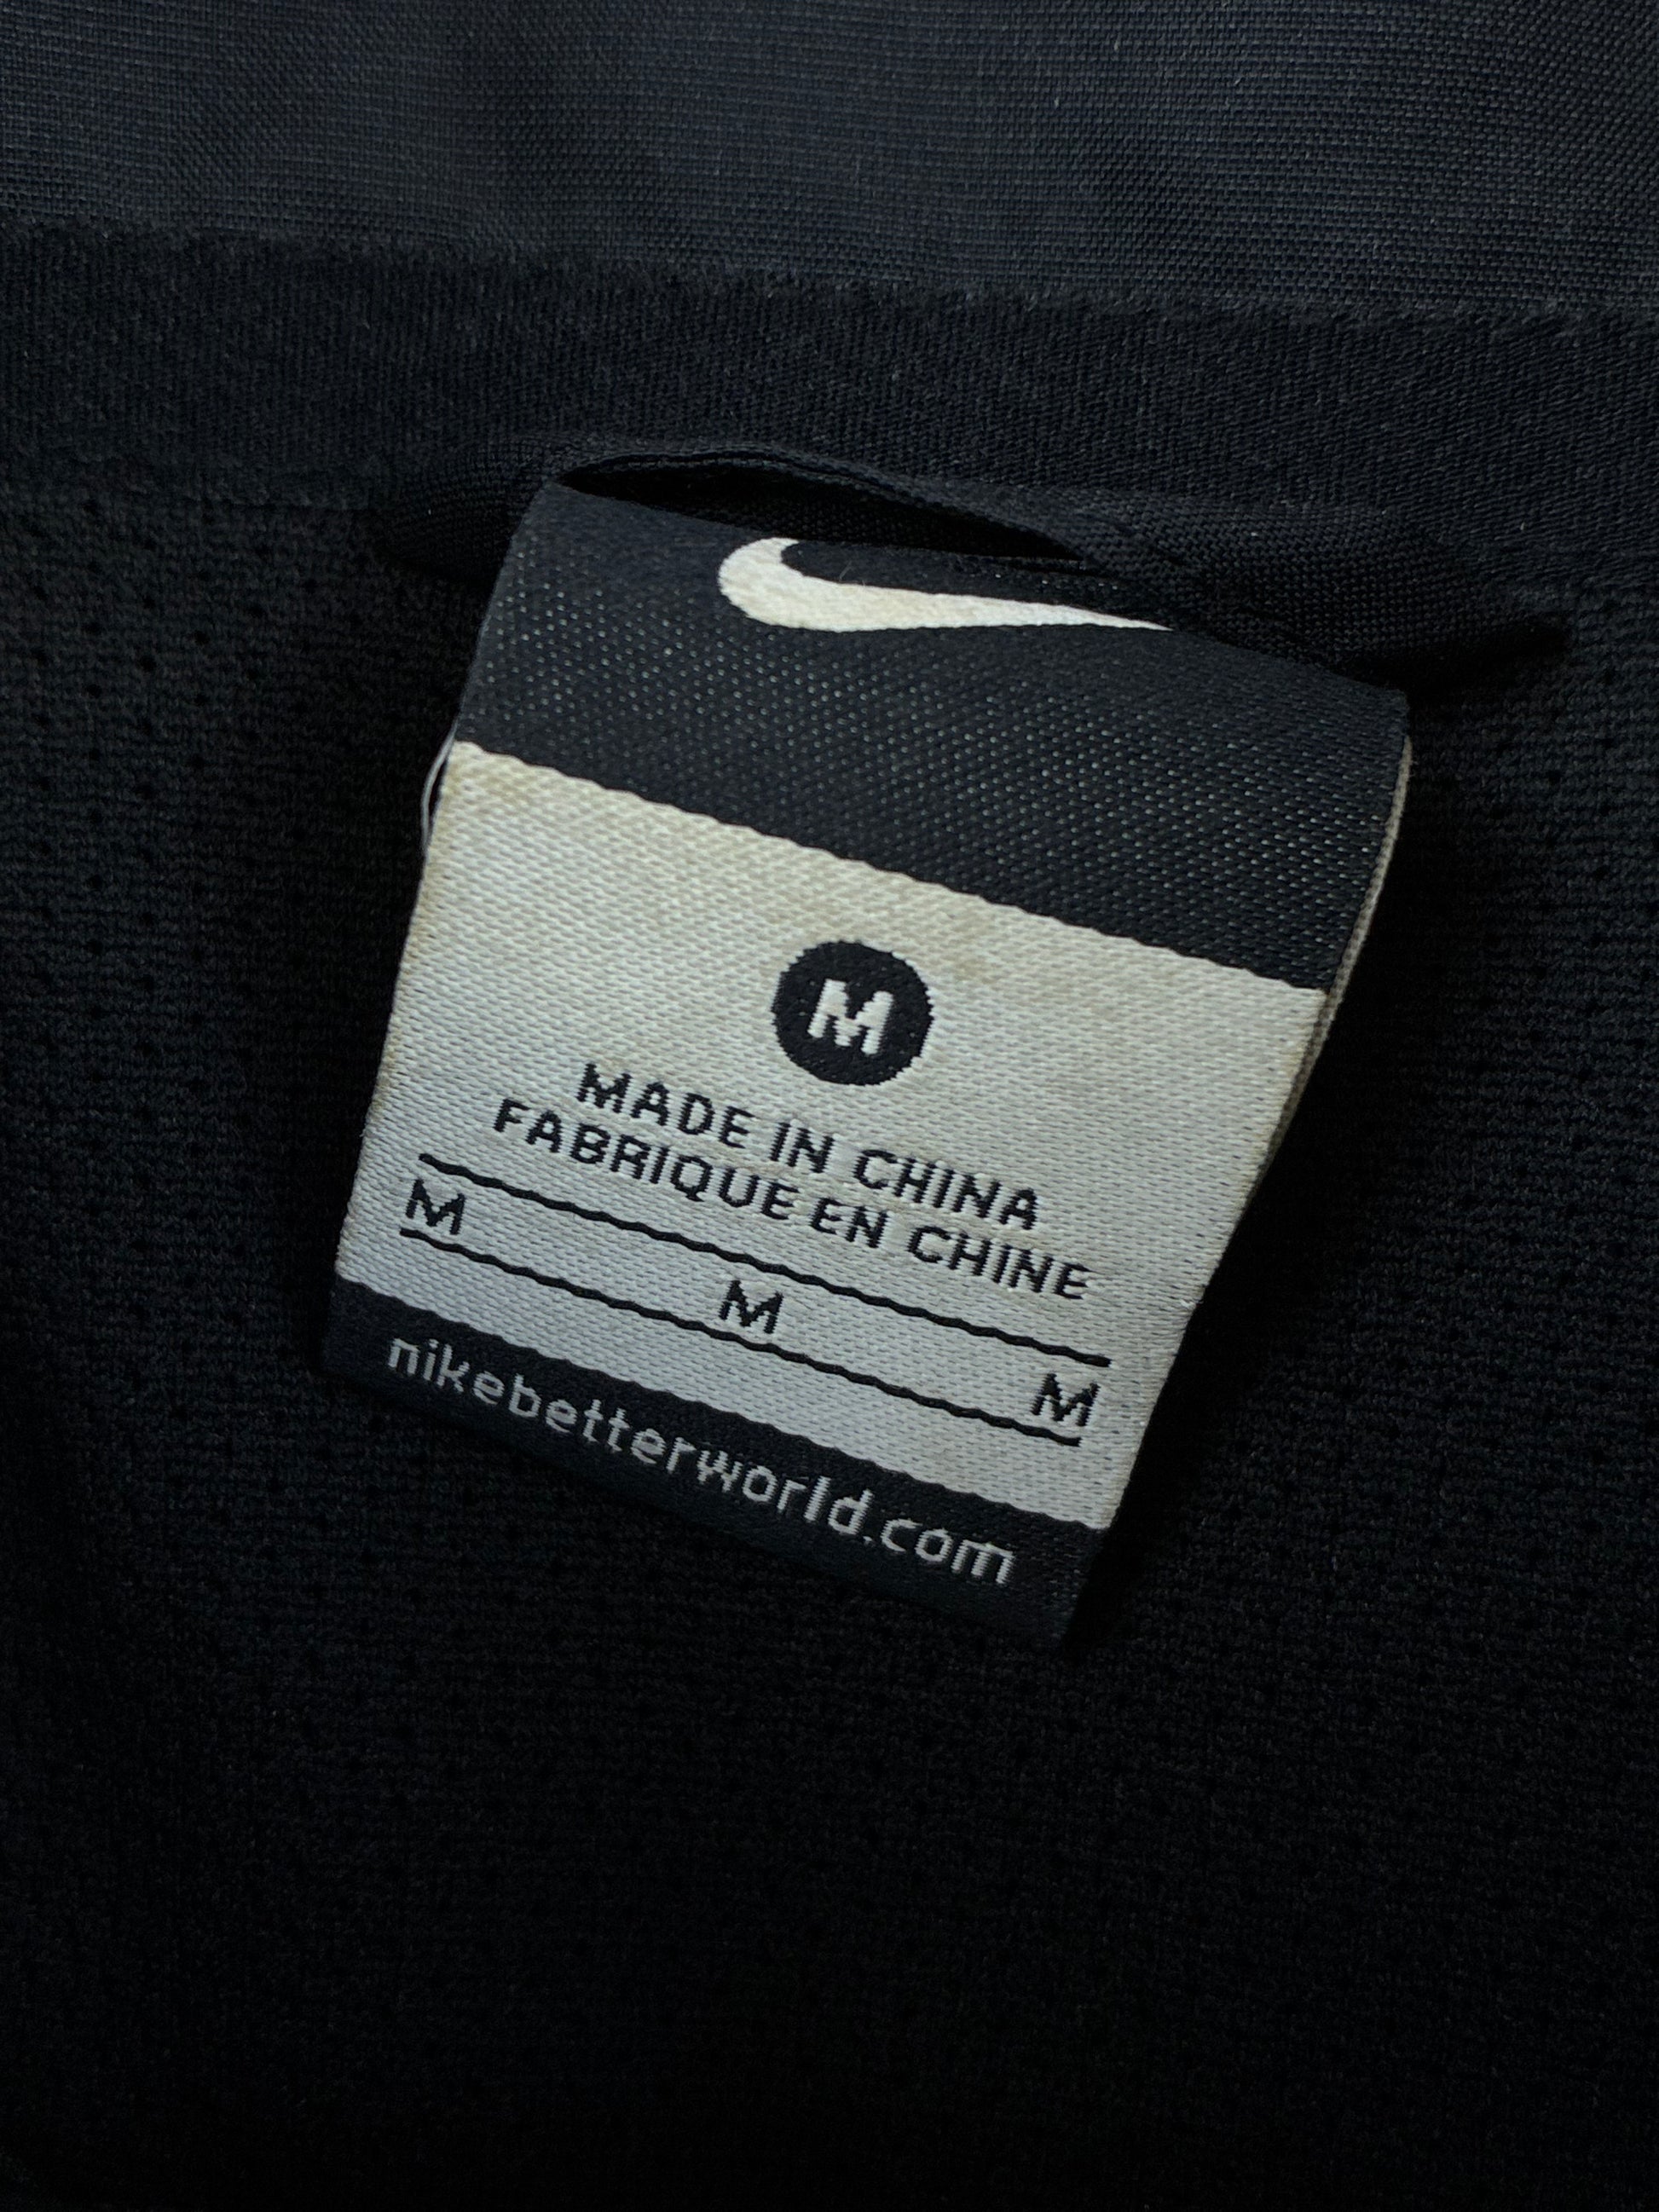 M
MADE IN CHINA
FABRIQUE EN CHINE
M M M
nikebetterworld.com